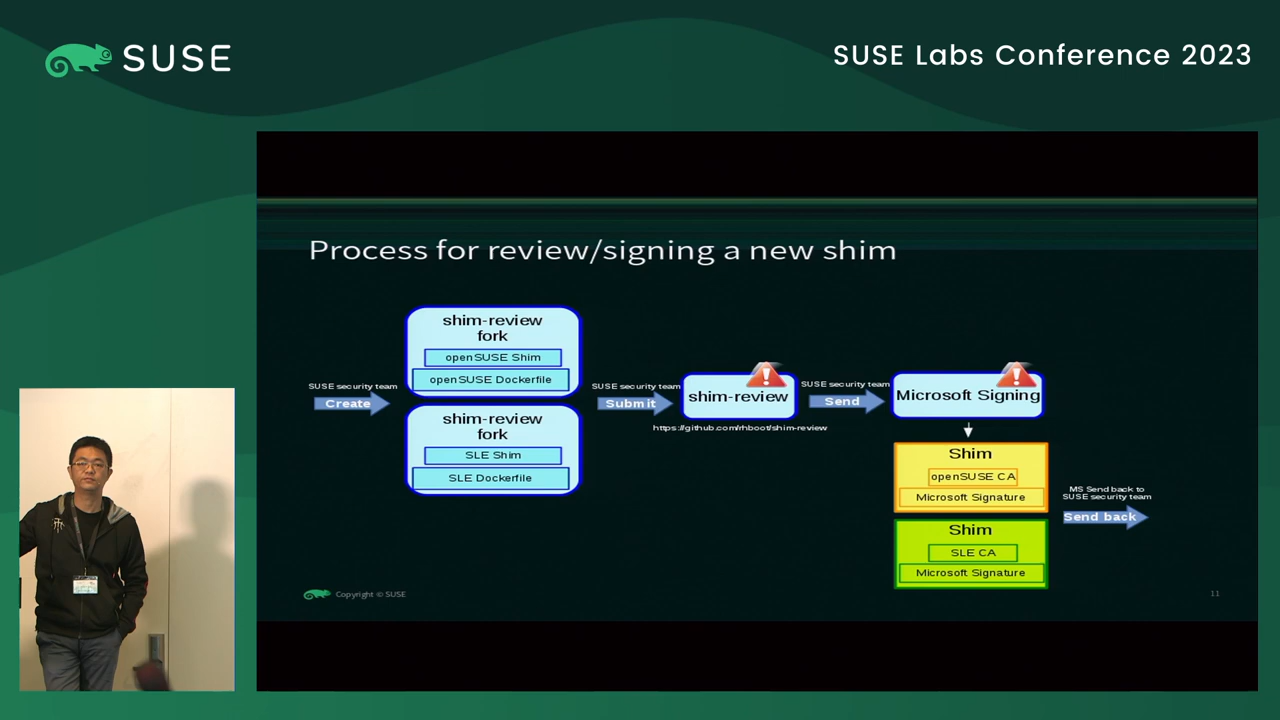 SUSE
SUSE Labs Conference 2023
Process for review/signing a new shim
SUSE security team
Create
shim-review
fork
openSUSE Shim
openSUSE Dockerfile
shim-review
fork
SLE Shim
SLE Dockerfile
SUSE security team
Submit
shim-review
https://github.com/rhboot/shim-review
SUSE security team
Send
Microsoft Signing
Shim
openSUSE CA
Microsoft Signature
Shim
SLE CA
Microsoft Signature
MS Send back to
SUSE security team
Send back
Copyright © SUSE
11